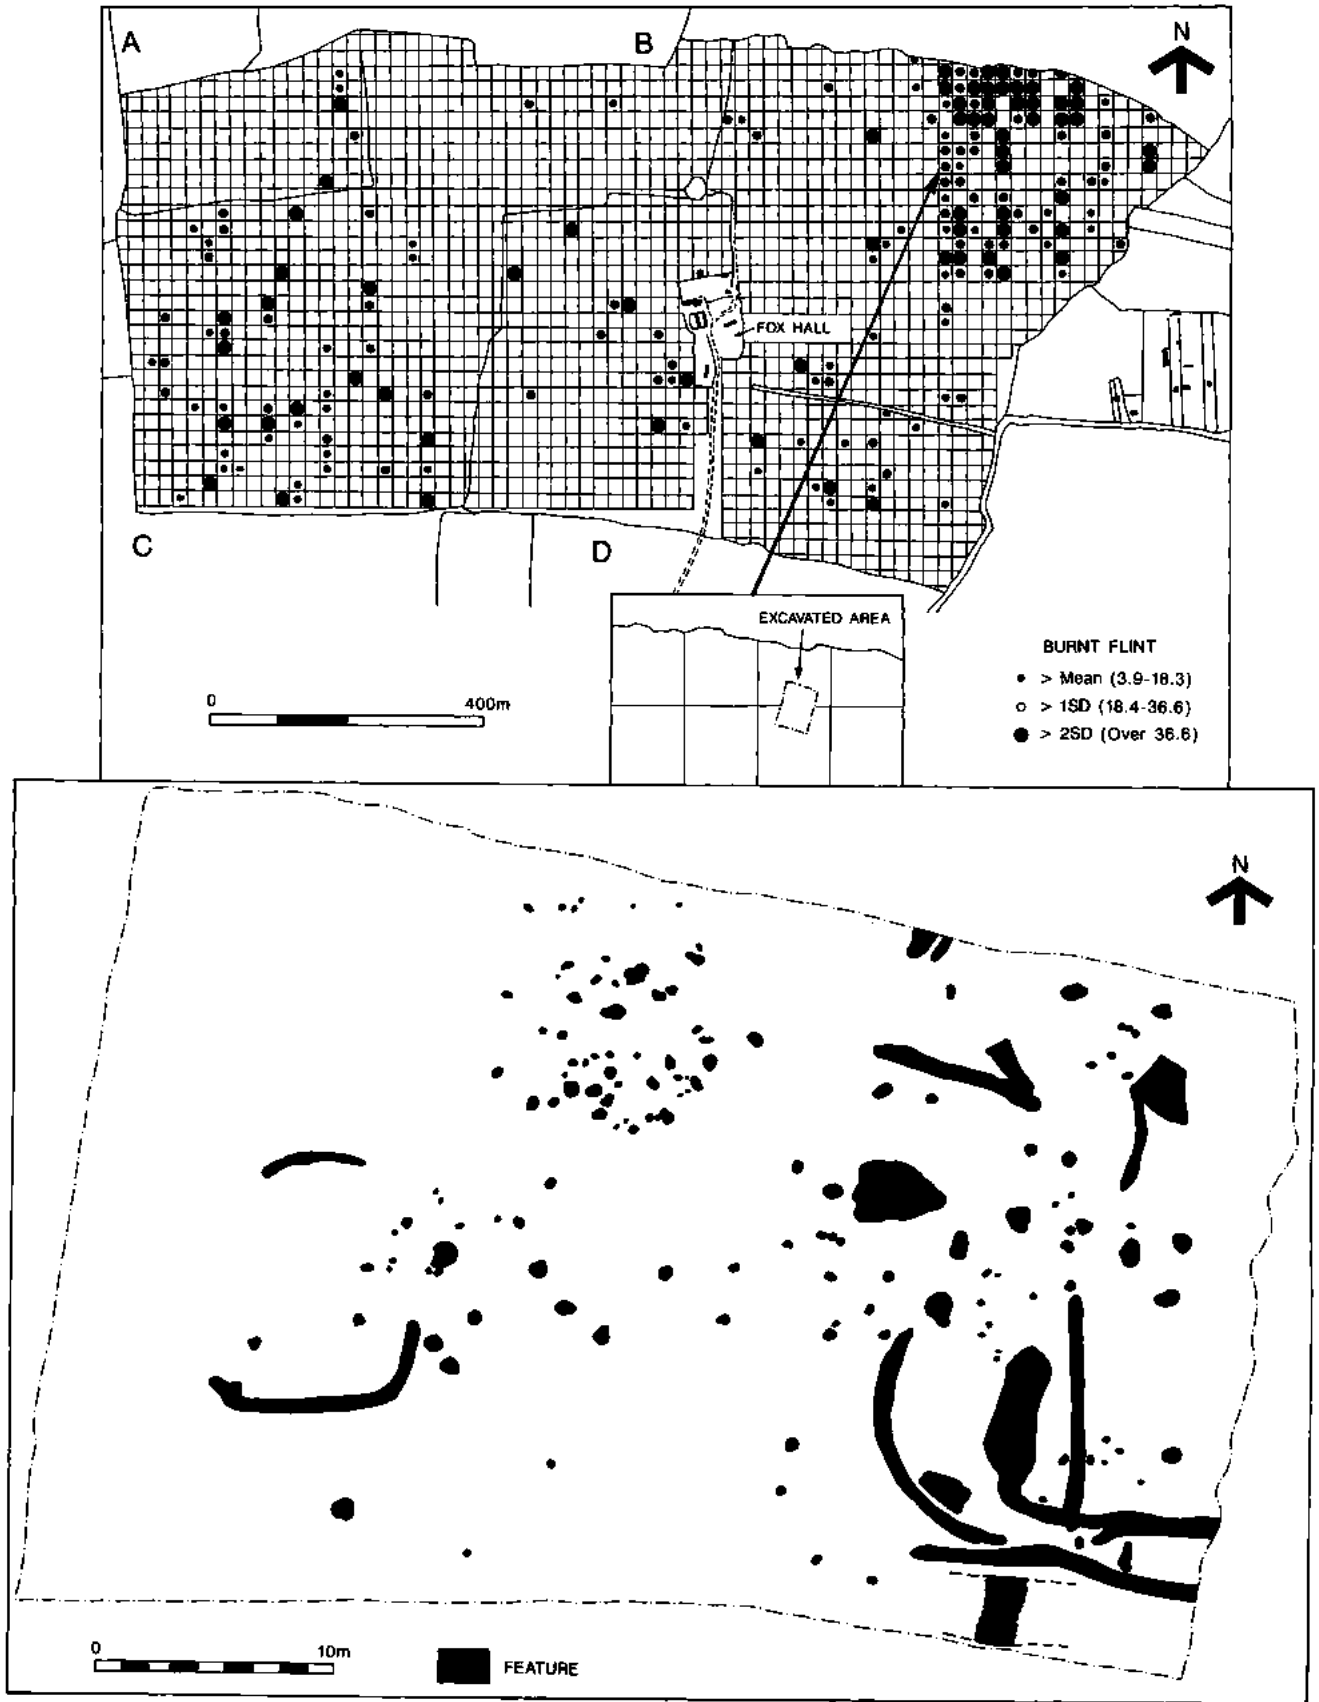 A
B
N
FOX HALL
C
D
EXCAVATED AREA
BURNT FLINT
> Mean (3.9-18.3)
> 1SD (18.4-36.6)
> 2SD (Over 36.6)
0 400m
N
0 10m
FEATURE